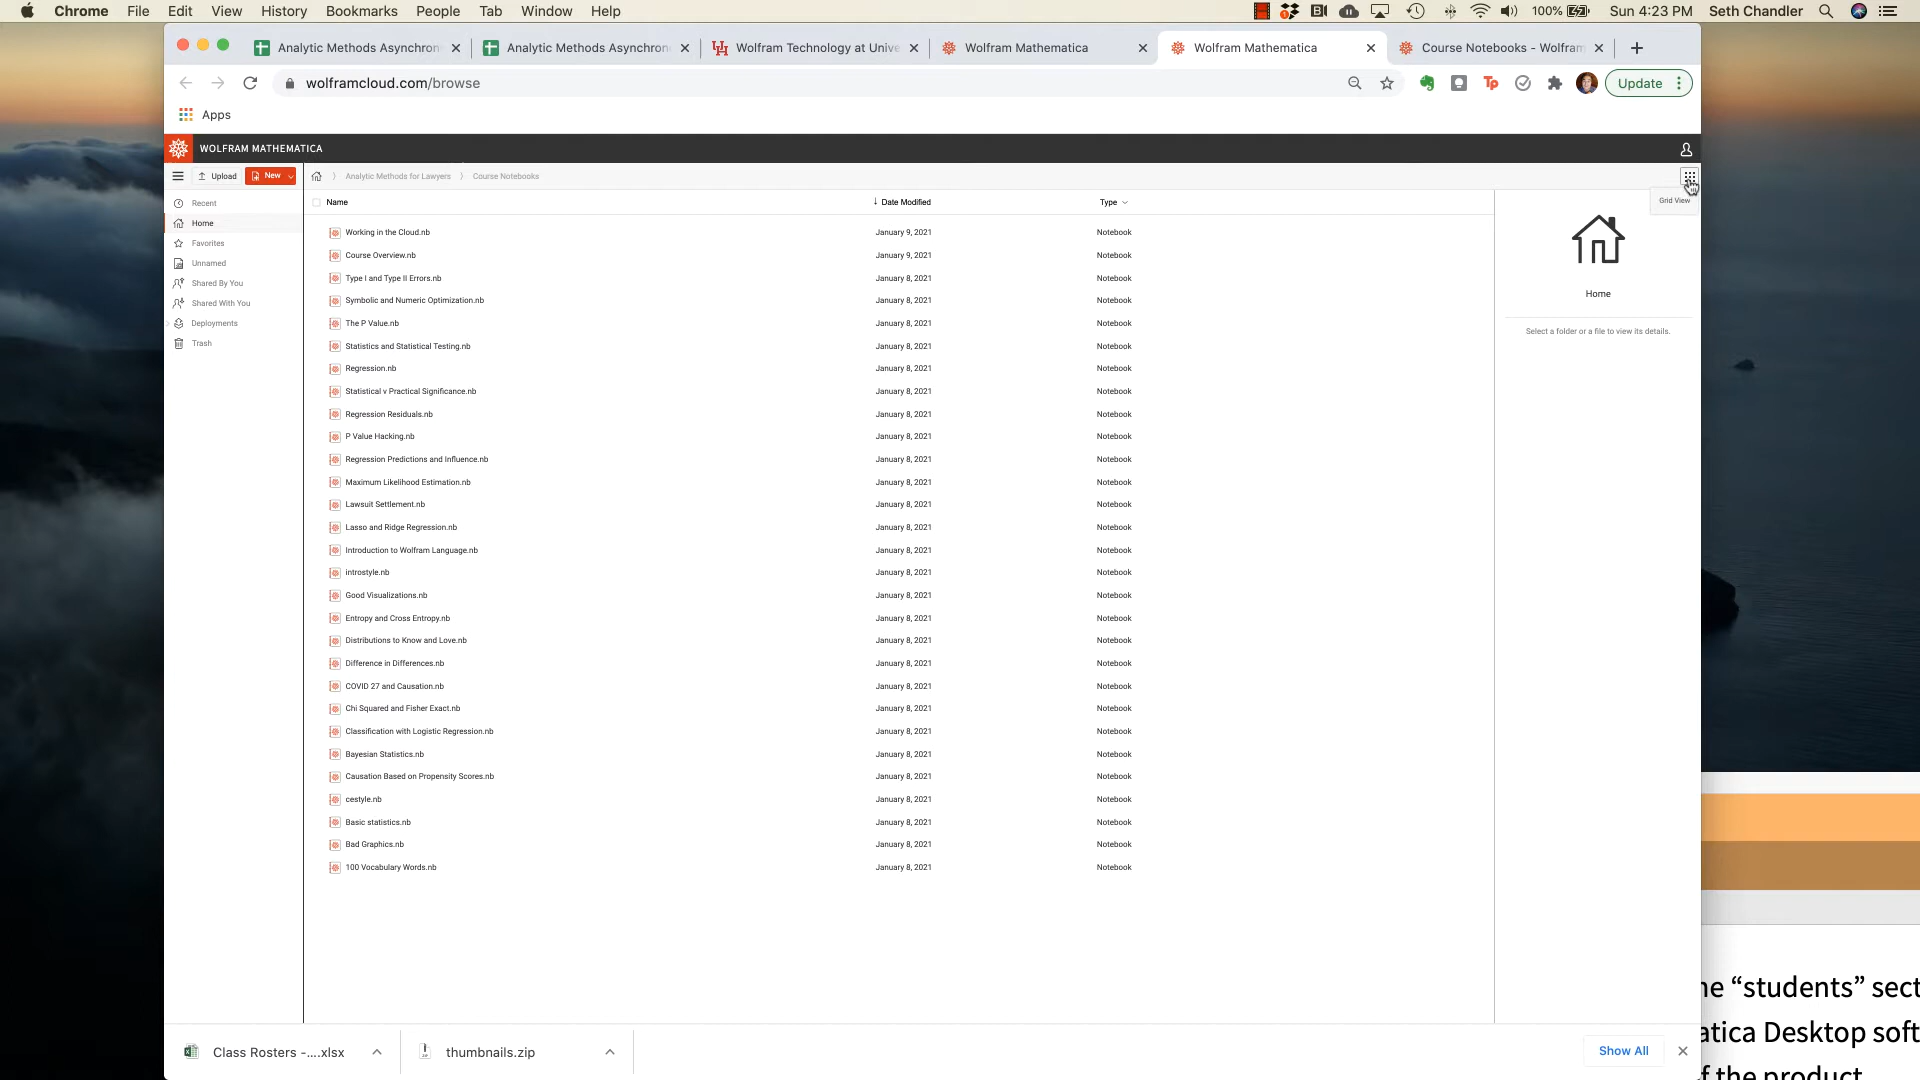 Chrome File Edit View History Bookmarks People Tab Window Help 100% Sun 4:23 PM Seth Chandler
Analytic Methods Asynchron Analytic Methods Asynchron Wolfram Technology at Unive Wolfram Mathematica Wolfram Mathematica Course Notebooks - Wolfram
wolframcloud.com/browse Update
Apps
WOLFRAM MATHEMATICA
Upload New Analytic Methods for Lawyers Course Notebooks
Recent
Home
Favorites
Unnamed
Shared By You
Shared With You
Deployments
Trash
Name Date Modified Type
Working in the Cloud.nb January 9, 2021 Notebook
Course Overview.nb January 9, 2021 Notebook
Type I and Type II Errors.nb January 8, 2021 Notebook
Symbolic and Numeric Optimization.nb January 8, 2021 Notebook
The P Value.nb January 8, 2021 Notebook
Statistics and Statistical Testing.nb January 8, 2021 Notebook
Regression.nb January 8, 2021 Notebook
Statistical v Practical Significance.nb January 8, 2021 Notebook
Regression Residuals.nb January 8, 2021 Notebook
P Value Hacking.nb January 8, 2021 Notebook
Regression Predictions and Influence.nb January 8, 2021 Notebook
Maximum Likelihood Estimation.nb January 8, 2021 Notebook
Lawsuit Settlement.nb January 8, 2021 Notebook
Lasso and Ridge Regression.nb January 8, 2021 Notebook
Introduction to Wolfram Language.nb January 8, 2021 Notebook
introstyle.nb January 8, 2021 Notebook
Good Visualizations.nb January 8, 2021 Notebook
Entropy and Cross Entropy.nb January 8, 2021 Notebook
Distributions to Know and Love.nb January 8, 2021 Notebook
Difference in Differences.nb January 8, 2021 Notebook
COVID 27 and Causation.nb January 8, 2021 Notebook
Chi Squared and Fisher Exact.nb January 8, 2021 Notebook
Classification with Logistic Regression.nb January 8, 2021 Notebook
Bayesian Statistics.nb January 8, 2021 Notebook
Causation Based on Propensity Scores.nb January 8, 2021 Notebook
cestyle.nb January 8, 2021 Notebook
Basic statistics.nb January 8, 2021 Notebook
Bad Graphics.nb January 8, 2021 Notebook
100 Vocabulary Words.nb January 8, 2021 Notebook
Grid View
Home
Select a folder or a file to view its details.
he “students” sect
atica Desktop soft
f the product
Class Rosters -....xlsx thumbnails.zip Show All